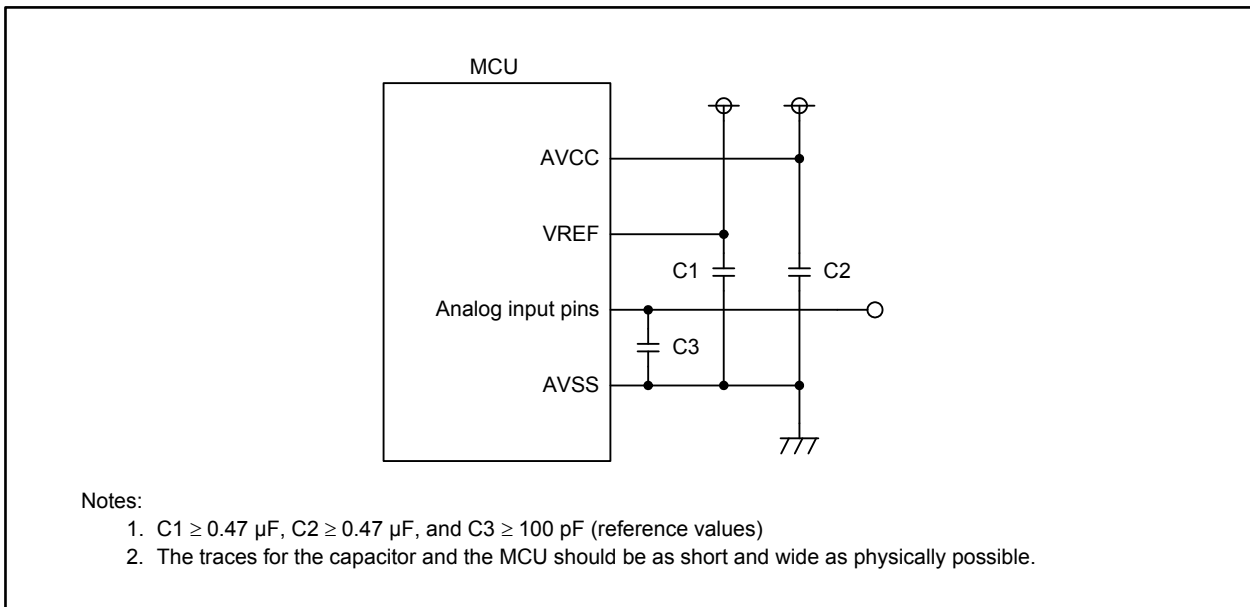 MCU
AVCC
VREF
C1
C2
Analog input pins
C3
AVSS
Notes:
1. C1 ≥ 0.47 µF, C2 ≥ 0.47 µF, and C3 ≥ 100 pF (reference values)
2. The traces for the capacitor and the MCU should be as short and wide as physically possible.